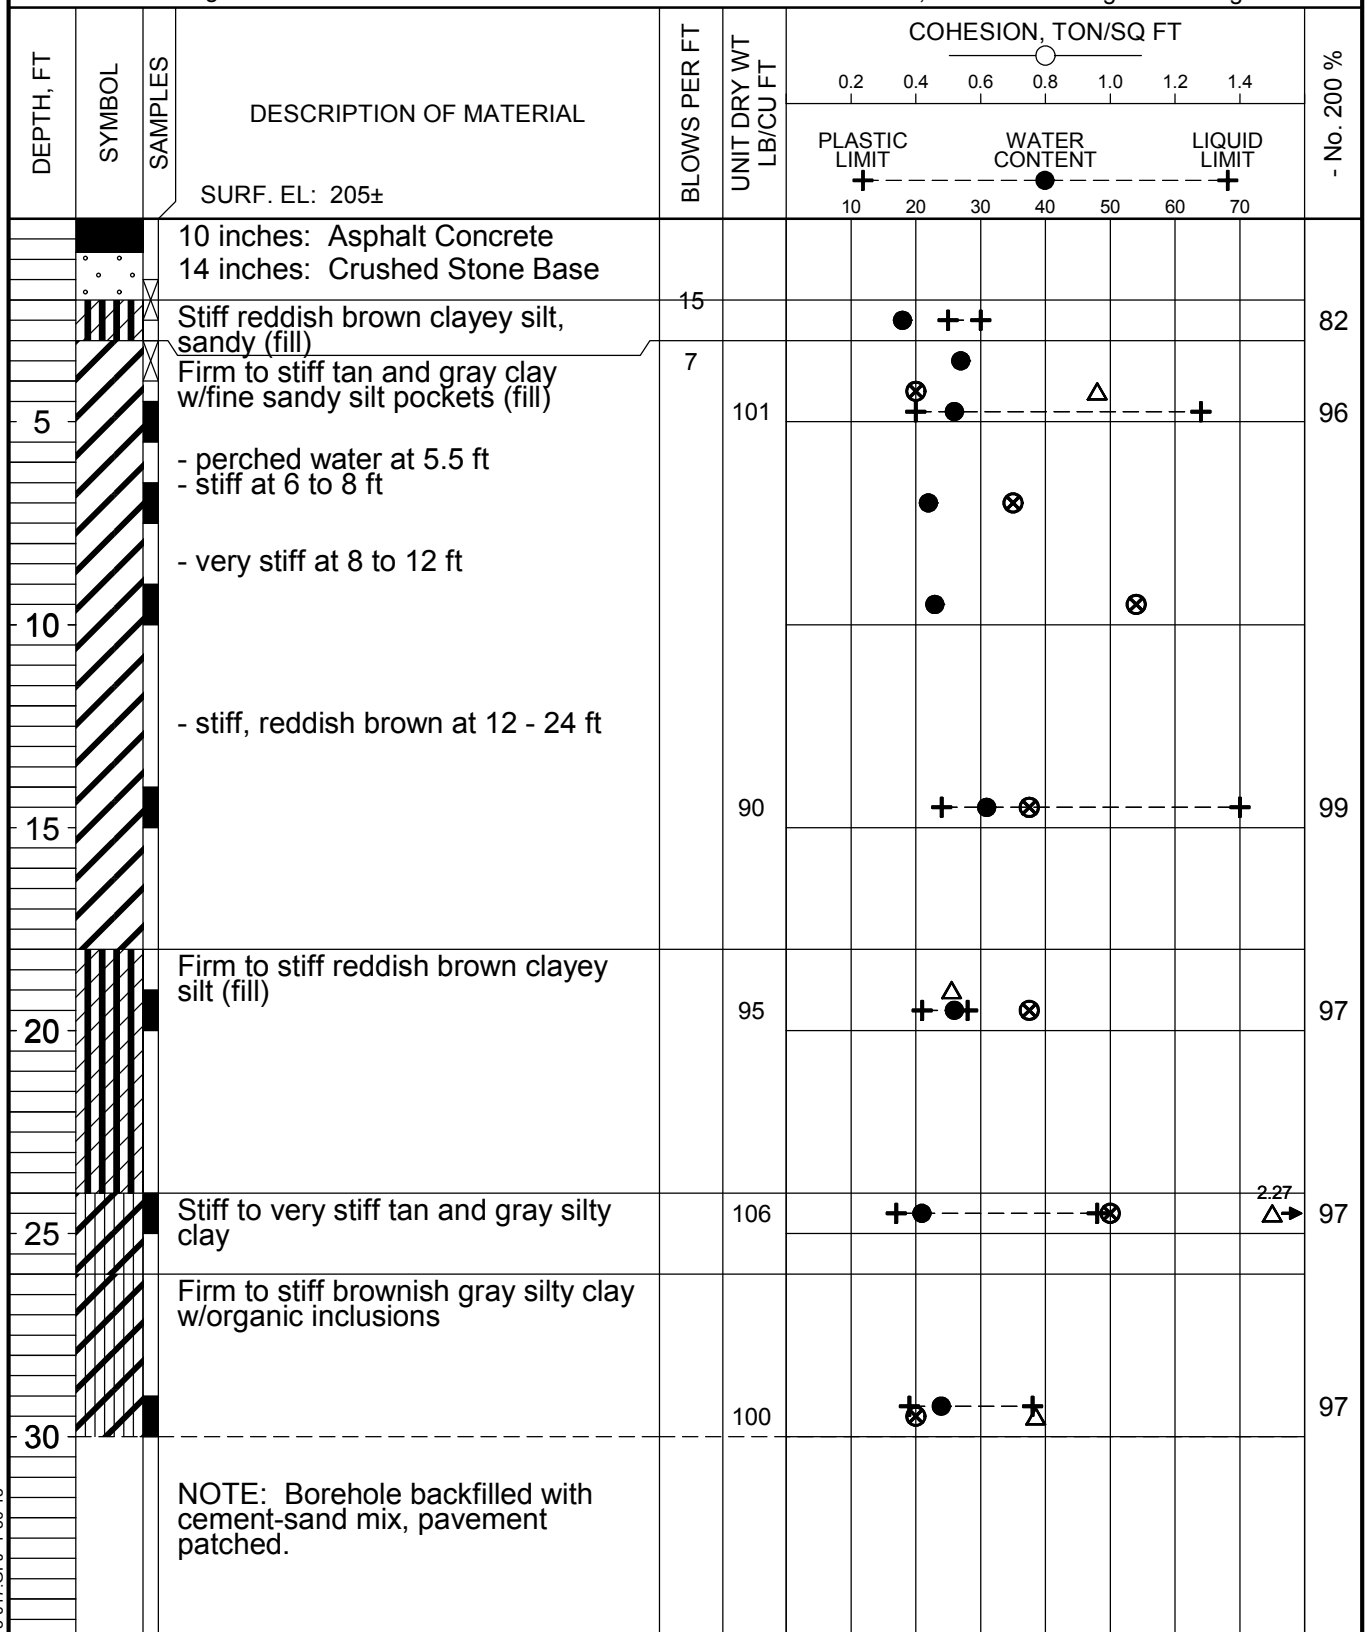 DEPTH, FT
SYMBOL
SAMPLES
DESCRIPTION OF MATERIAL
SURF. EL: 205±
BLOWS PER FT
UNIT DRY WT
LB/CU FT
COHESION, TON/SQ FT
0.2 0.4 0.6 0.8 1.0 1.2 1.4
PLASTIC
LIMIT
WATER
CONTENT
LIQUID
LIMIT
10 20 30 40 50 60 70
- No. 200 %
10 inches: Asphalt Concrete
14 inches: Crushed Stone Base
15
Stiff reddish brown clayey silt,
sandy (fill)
82
7
Firm to stiff tan and gray clay
w/fine sandy silt pockets (fill)
5
101
96
- perched water at 5.5 ft
- stiff at 6 to 8 ft
- very stiff at 8 to 12 ft
10
- stiff, reddish brown at 12 - 24 ft
90
99
15
Firm to stiff reddish brown clayey
silt (fill)
95
97
20
2.27
Stiff to very stiff tan and gray silty
clay
106
97
25
Firm to stiff brownish gray silty clay
w/organic inclusions
100
97
30
NOTE: Borehole backfilled with
cement-sand mix, pavement
patched.